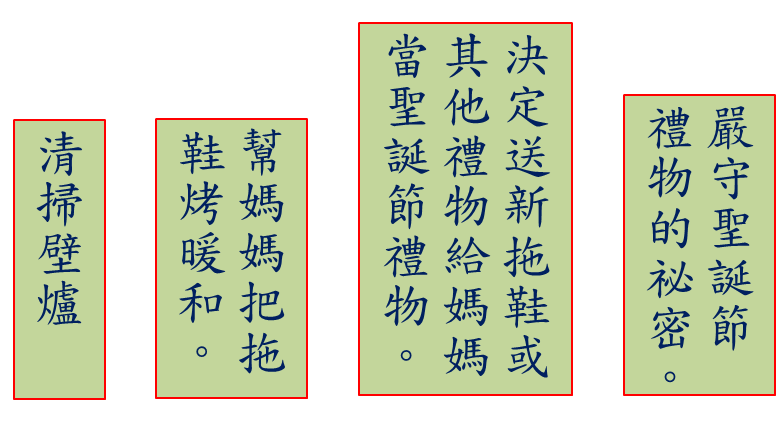 嚴守聖誕節
禮物的祕密。
決定送新拖鞋或
其他禮物給媽媽
當聖誕節禮物。
幫媽媽把拖
鞋烤暖和。
清掃壁爐